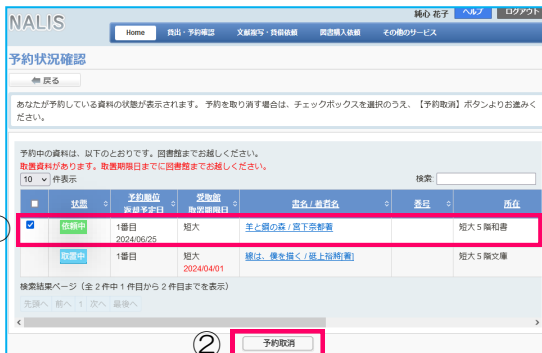 NALIS
純心 花子 ヘルプ ログアウト
Home 貸出・予約確認 文献複写・貸借依頼 図書購入依頼 その他のサービス
予約状況確認
戻る
あなたが予約している資料の状態が表示されます。 予約を取り消す場合は、チェックボックスを選択のうえ、【予約取消】ボタンよりお進みく
ださい。
予約中の資料は、以下のとおりです。図書館までお越しください。
取置資料があります。取置期限日までに図書館までお越しください。
10 件表示 検索:
状態 予約順位 返却予定日 受取館 取置期限日 書名 / 著者名 巻号 所在
依頼中 1番目 短大 羊と鋼の森 / 宮下奈都著 短大5階和書
2024/06/25
取置中 1番目 短大 線は、僕を描く / 砥上裕將[著] 短大5階文庫
2024/04/01
検索結果ページ（全 2 件中 1 件目から 2 件目までを表示）
先頭へ 前へ 1 次へ 最後へ
② 予約取消